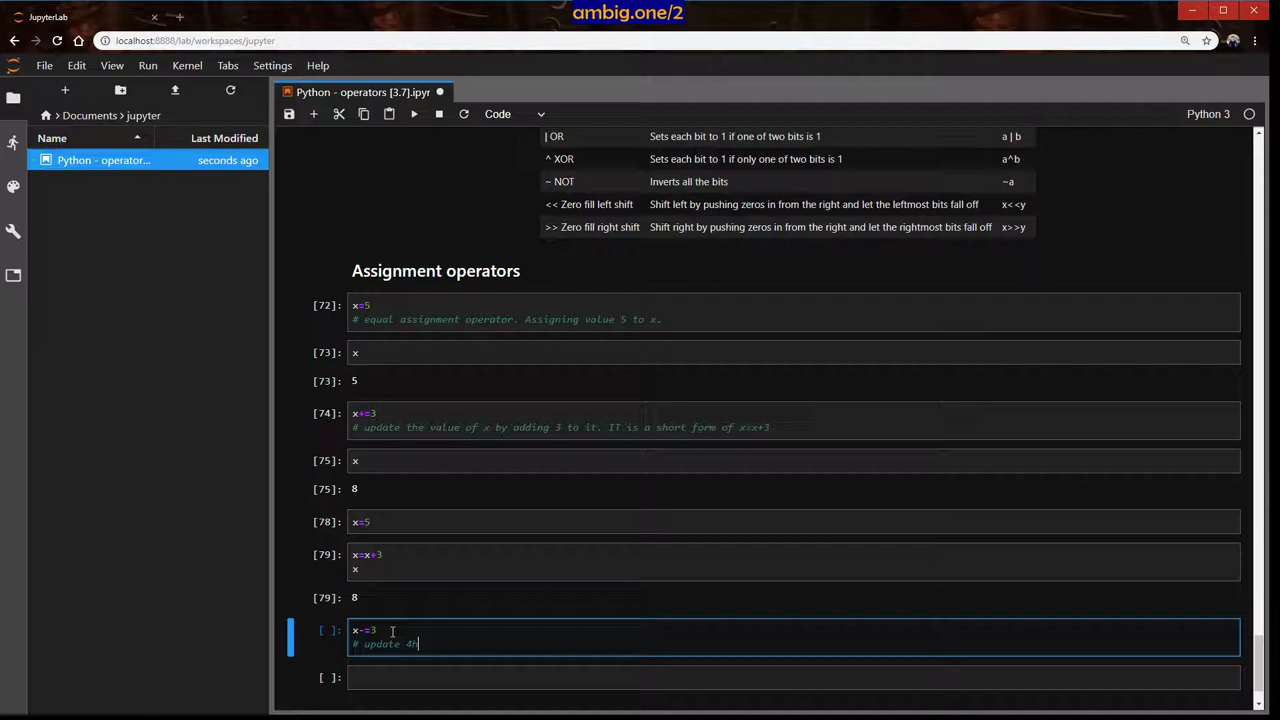 ambig.one/2
JupyterLab
localhost:8888/lab/workspaces/jupyter
File Edit View Run Kernel Tabs Settings Help
Python - operators [3.7].ipyr
Code
Python 3
Documents jupyter
Name Last Modified
Python - operator... seconds ago
| OR Sets each bit to 1 if one of two bits is 1 a | b
^ XOR Sets each bit to 1 if only one of two bits is 1 a^b
~ NOT Inverts all the bits ~a
<< Zero fill left shift Shift left by pushing zeros in from the right and let the leftmost bits fall off x<<y
>> Zero fill right shift Shift right by pushing zeros in from the right and let the rightmost bits fall off x>>y
Assignment operators
[72]: x=5
# equal assignment operator. Assigning value 5 to x.
[73]: x
[73]: 5
[74]: x+=3
# update the value of x by adding 3 to it. IT is a short form of x=x+3
[75]: x
[75]: 8
[78]: x=5
[79]: x=x+3
x
[79]: 8
[ ]: x-=3
# update 4h
[ ]: